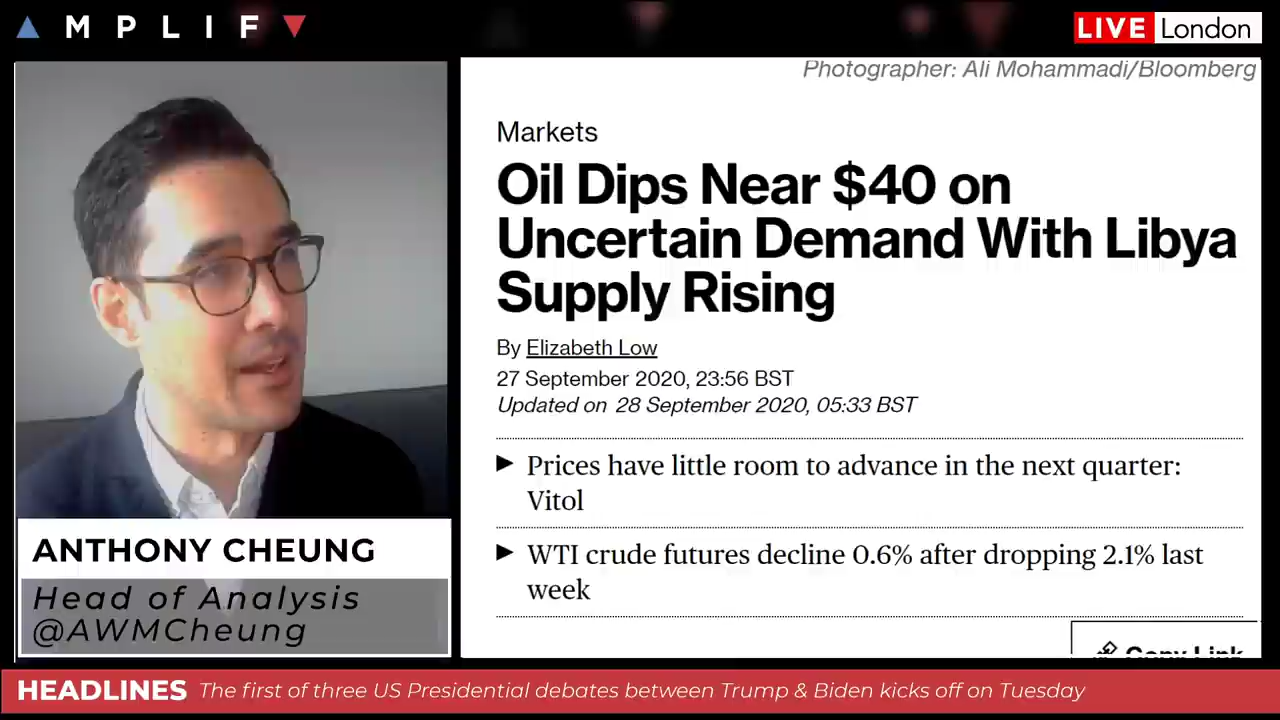 AMPLIFY
LIVE London
Photographer: Ali Mohammadi/Bloomberg
Markets
Oil Dips Near $40 on
Uncertain Demand With Libya
Supply Rising
By Elizabeth Low
27 September 2020, 23:56 BST
Updated on 28 September 2020, 05:33 BST
▶ Prices have little room to advance in the next quarter:
Vitol
▶ WTI crude futures decline 0.6% after dropping 2.1% last
week
Copy Link
ANTHONY CHEUNG
Head of Analysis
@AWMCheung
HEADLINES The first of three US Presidential debates between Trump & Biden kicks off on Tuesday